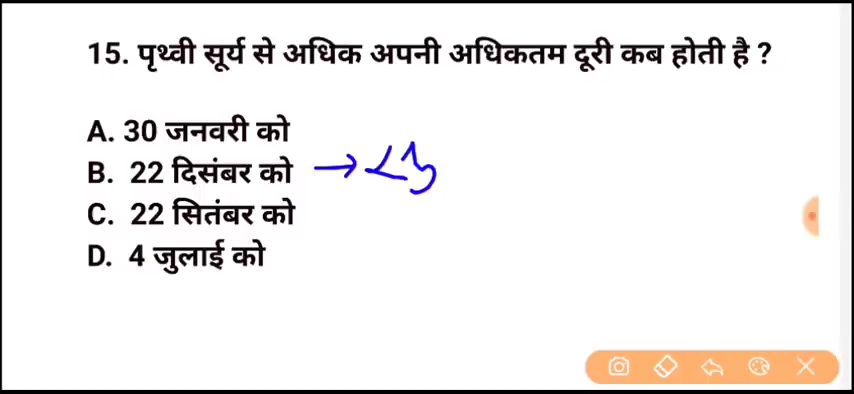 15. पृथ्वी सूर्य से अधिक अपनी अधिकतम दूरी कब होती है ?
A. 30 जनवरी को
B. 22 दिसंबर को
C. 22 सितंबर को
D. 4 जुलाई को